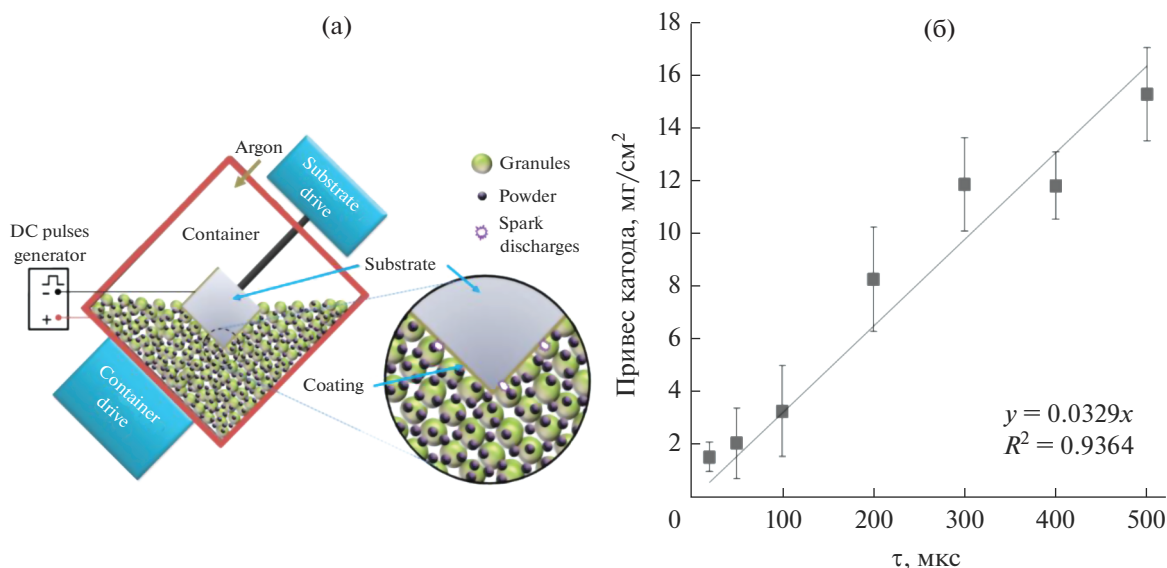 (а)
Argon
Substrate
drive
Container
DC pulses
generator
-
+
Granules
Powder
Spark
discharges
Substrate
Coating
Container
drive
(б)
Привес катода, мг/см²
18
16
14
12
10
8
6
4
2
0
100
200
300
400
500
τ, мкс
y = 0.0329x
R² = 0.9364